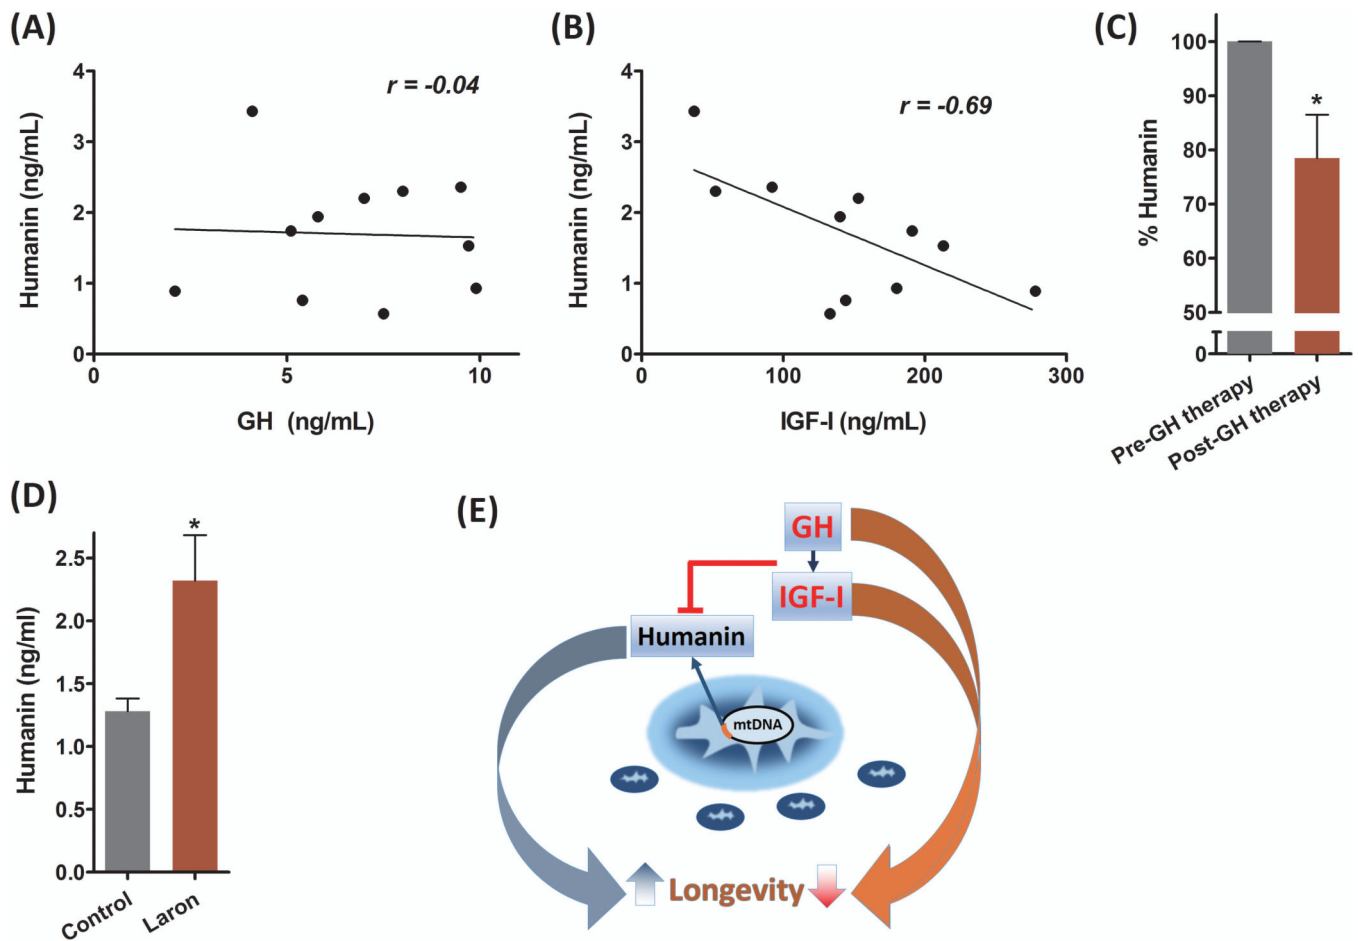 (A)
r = -0.04
Humanin (ng/mL)
4
3
2
1
0
0 5 10
GH (ng/mL)
(B)
r = -0.69
Humanin (ng/mL)
4
3
2
1
0
0 100 200 300
IGF-I (ng/mL)
(C)
% Humanin
100
90
80
70
60
50
0
*
Pre-GH therapy
Post-GH therapy
(D)
Humanin (ng/ml)
2.5
2.0
1.5
1.0
0.5
0.0
*
Control
Laron
(E)
GH
IGF-I
Humanin
mtDNA
Longevity